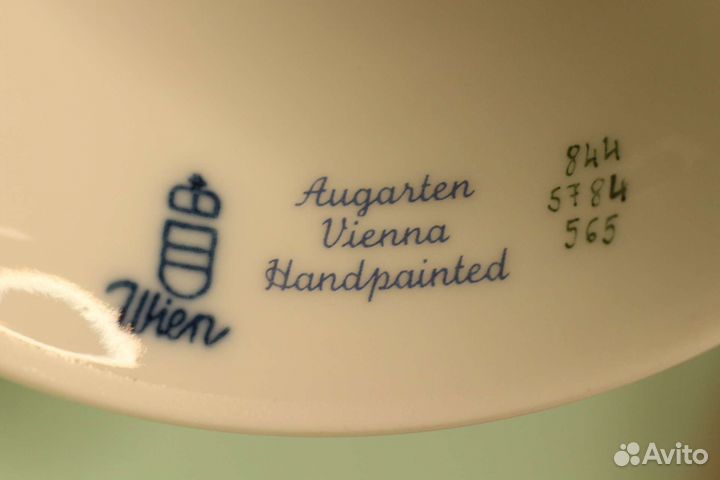 Wien
Augarten
Vienna
Handpainted
844
5784
565
Avito